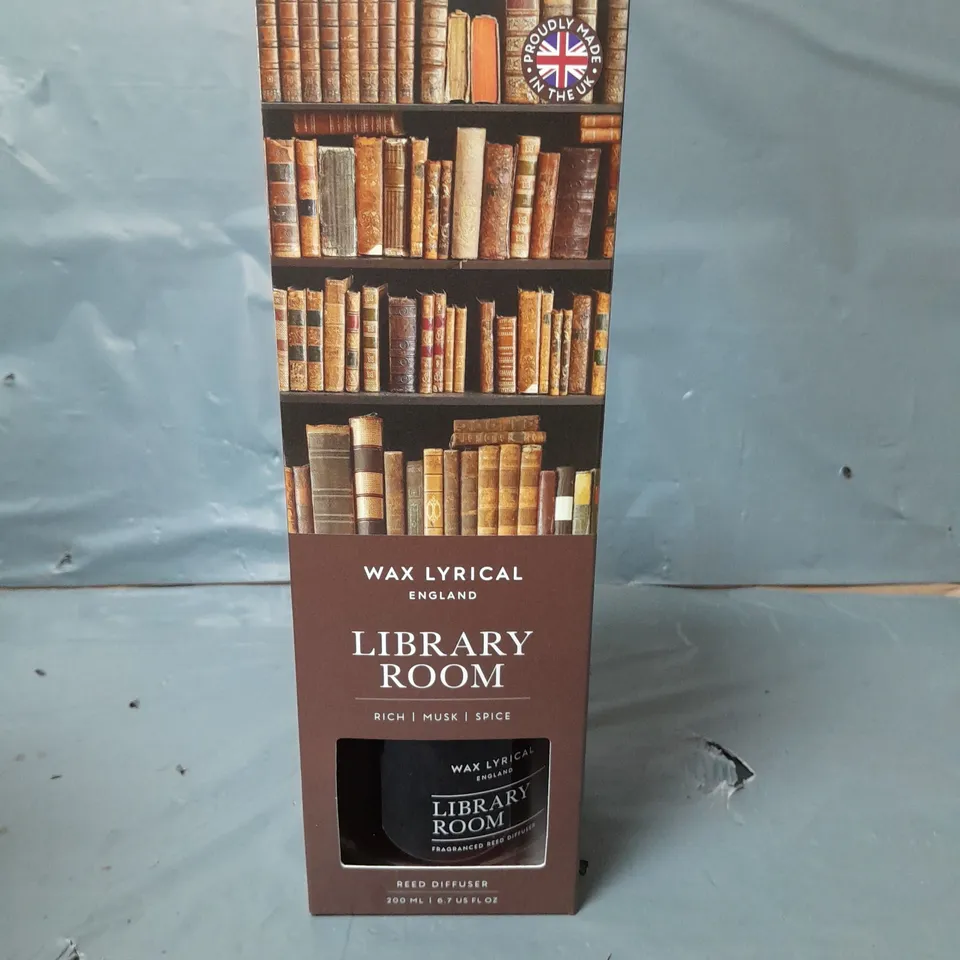 PROUDLY MADE
IN THE UK
WAX LYRICAL
ENGLAND
LIBRARY
ROOM
RICH | MUSK | SPICE
WAX LYRICAL
ENGLAND
LIBRARY
ROOM
FRAGRANCED REED DIFFUSER
REED DIFFUSER
200 ML | 6.7 US FL OZ